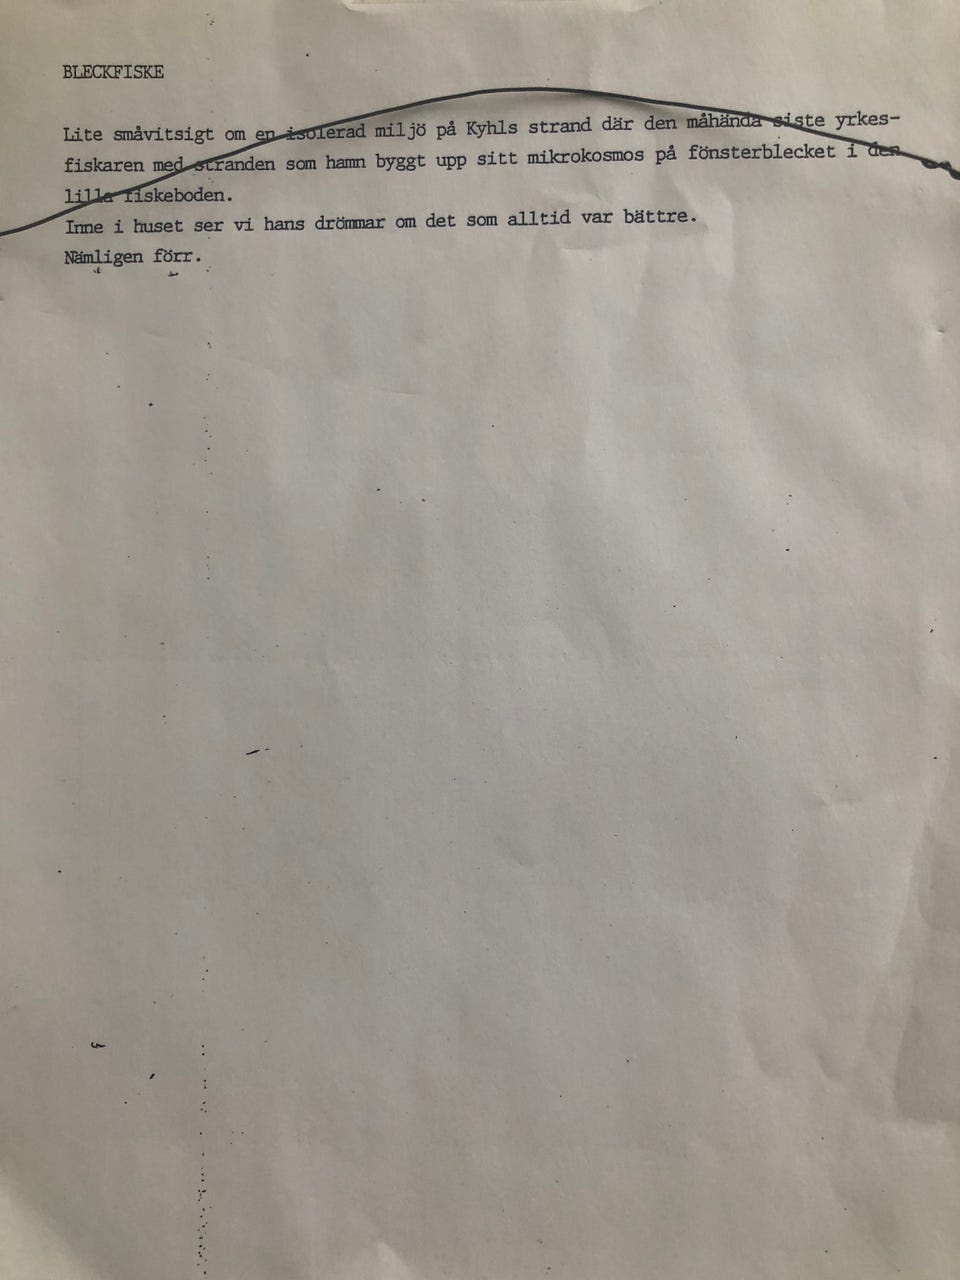 BLECKFISKE
Lite småvitsigt om en isolerad miljö på Kyhls strand där den måhända siste yrkes-
fiskaren med stranden som hamn byggt upp sitt mikrokosmos på fönsterblecket i den
lilla fiskeboden.
Inne i huset ser vi hans drömmar om det som alltid var bättre.
Nämligen förr.